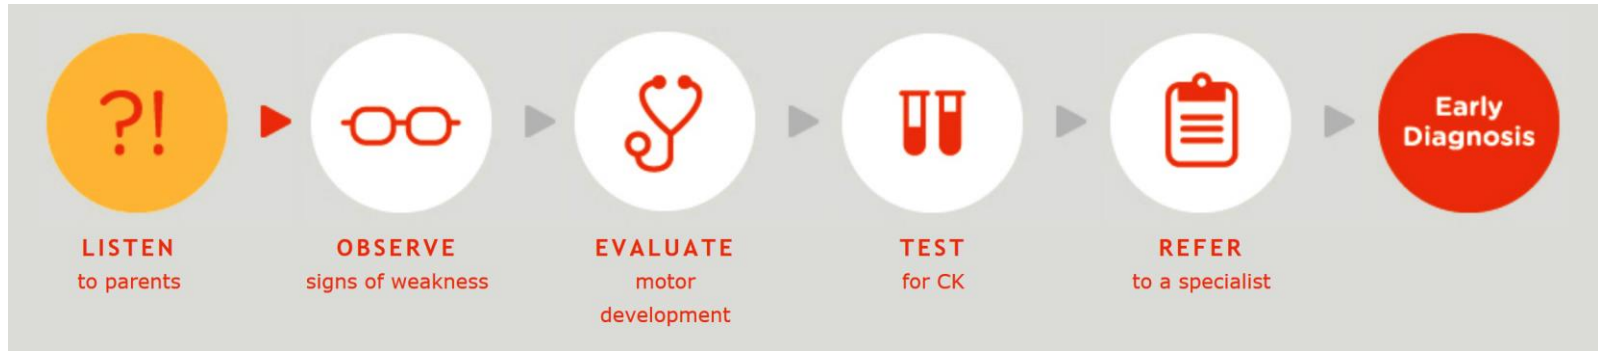 ?!
Early
Diagnosis
LISTEN
to parents
OBSERVE
signs of weakness
EVALUATE
motor
development
TEST
for CK
REFER
to a specialist